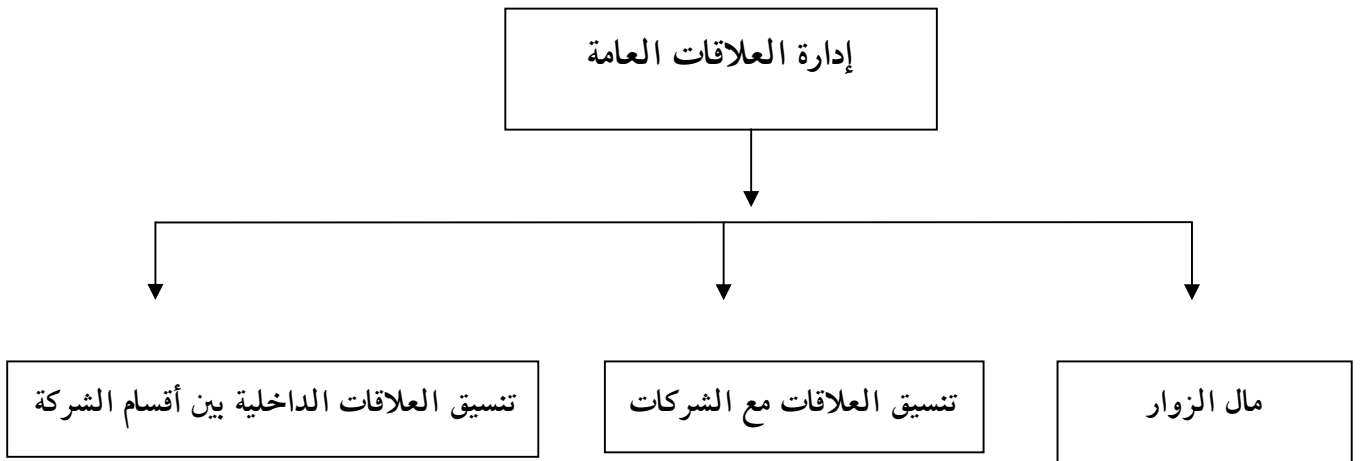 إدارة العلاقات العامة
مال الزوار
تنسيق العلاقات مع الشركات
تنسيق العلاقات الداخلية بين أقسام الشركة